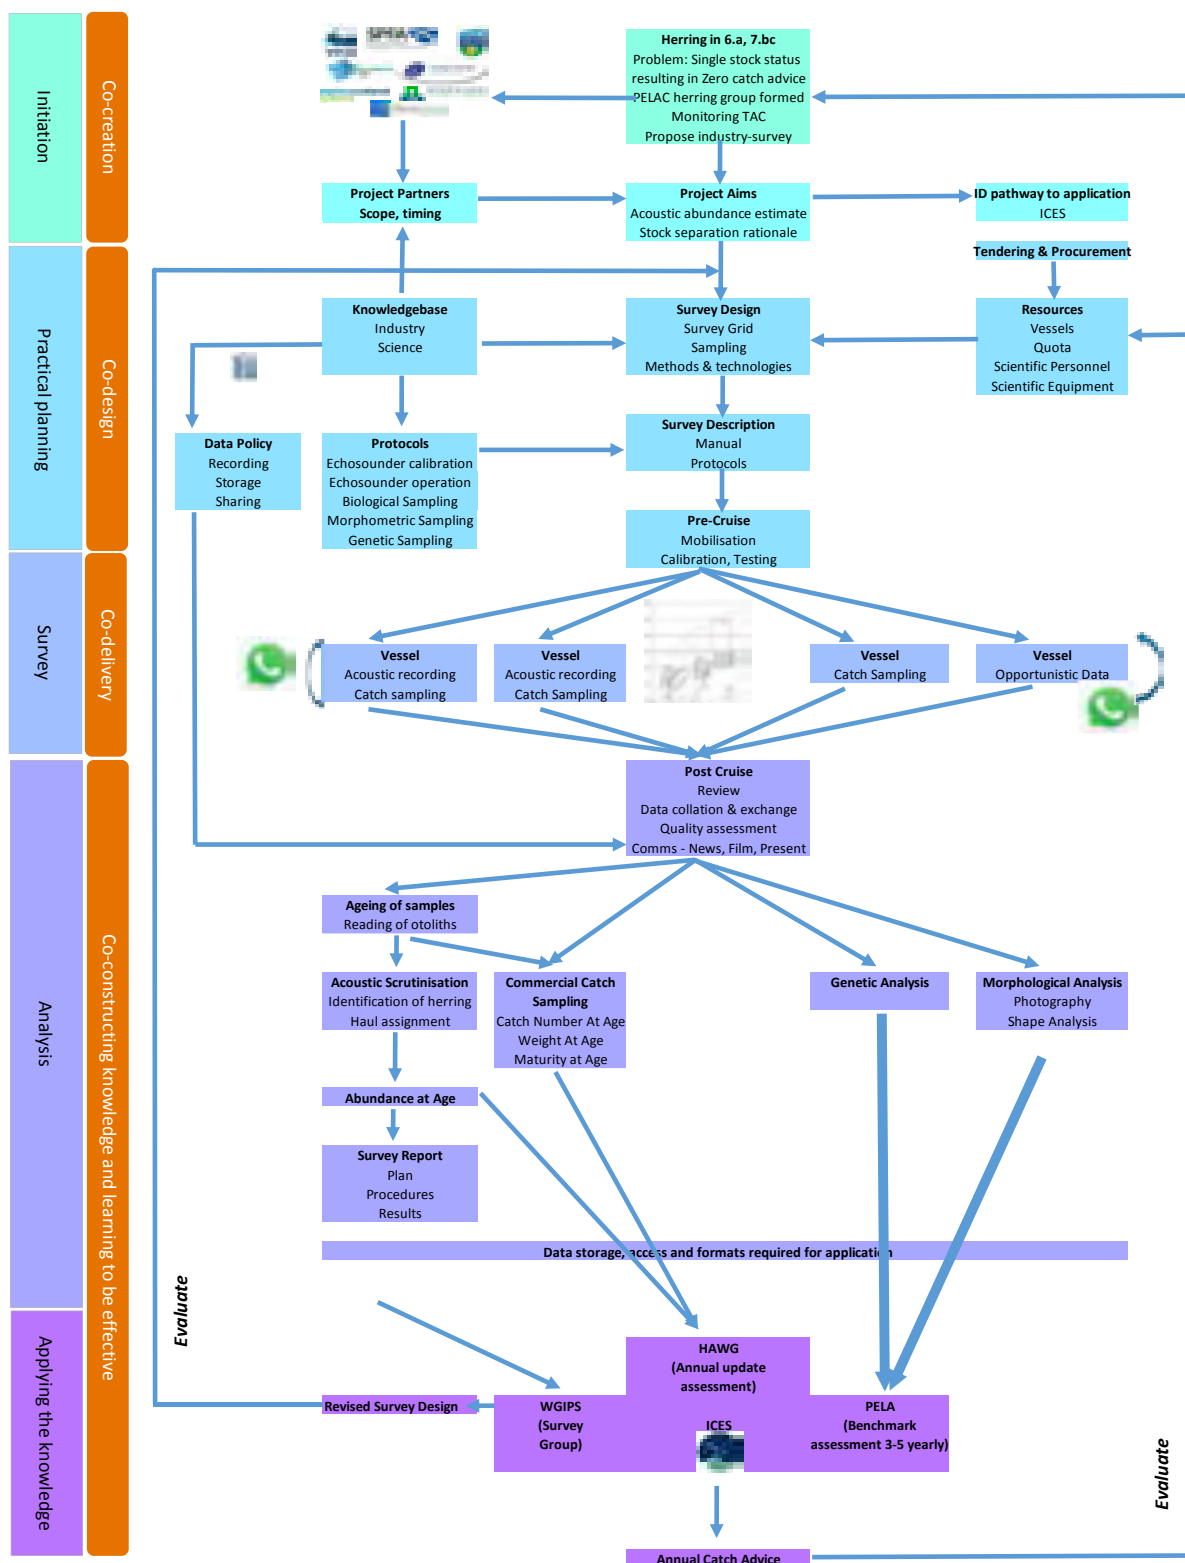 Initiation
Co-creation
Herring in 6.a, 7.bc
Problem: Single stock status
resulting in Zero catch advice
PELAC herring group formed
Monitoring TAC
Propose industry-survey
Project Partners
Scope, timing
Project Aims
Acoustic abundance estimate
Stock separation rationale
ID pathway to application
ICES
Practical planning
Co-design
Tendering & Procurement
Knowledgebase
Industry
Science
Survey Design
Survey Grid
Sampling
Methods & technologies
Resources
Vessels
Quota
Scientific Personnel
Scientific Equipment
Data Policy
Recording
Storage
Sharing
Protocols
Echosounder calibration
Echosounder operation
Biological Sampling
Morphometric Sampling
Genetic Sampling
Survey Description
Manual
Protocols
Pre-Cruise
Mobilisation
Calibration, Testing
Survey
Co-delivery
Vessel
Acoustic recording
Catch sampling
Vessel
Acoustic recording
Catch Sampling
Vessel
Catch Sampling
Vessel
Opportunistic Data
Analysis
Co-constructing knowledge and learning to be effective
Post Cruise
Review
Data collation & exchange
Quality assessment
Comms - News, Film, Present
Ageing of samples
Reading of otoliths
Acoustic Scrutinisation
Identification of herring
Haul assignment
Commercial Catch
Sampling
Catch Number At Age
Weight At Age
Maturity at Age
Genetic Analysis
Morphological Analysis
Photography
Shape Analysis
Abundance at Age
Survey Report
Plan
Procedures
Results
Data storage, access and formats required for application
Evaluate
Applying the knowledge
HAWG
(Annual update
assessment)
Revised Survey Design
WGIPS
(Survey
Group)
ICES
PELA
(Benchmark
assessment 3-5 yearly)
Evaluate
Annual Catch Advice